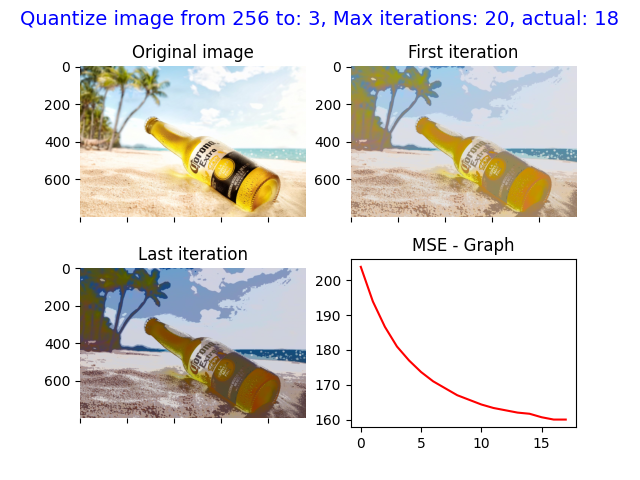 Quantize image from 256 to: 3, Max iterations: 20, actual: 18
Original image
First iteration
0
200
400
600
0
200
400
600
Corona
Extra
Corona
Extra
Last iteration
MSE - Graph
0
200
400
600
Corona
Extra
200
190
180
170
160
0
5
10
15